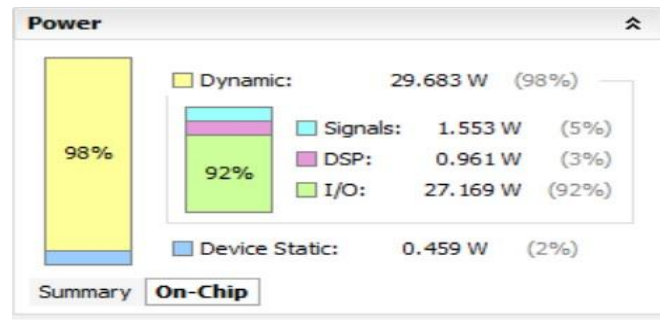 Power
Dynamic: 29.683 W (98%)
98%
Signals: 1.553 W (5%)
DSP: 0.961 W (3%)
92%
I/O: 27.169 W (92%)
Device Static: 0.459 W (2%)
Summary On-Chip